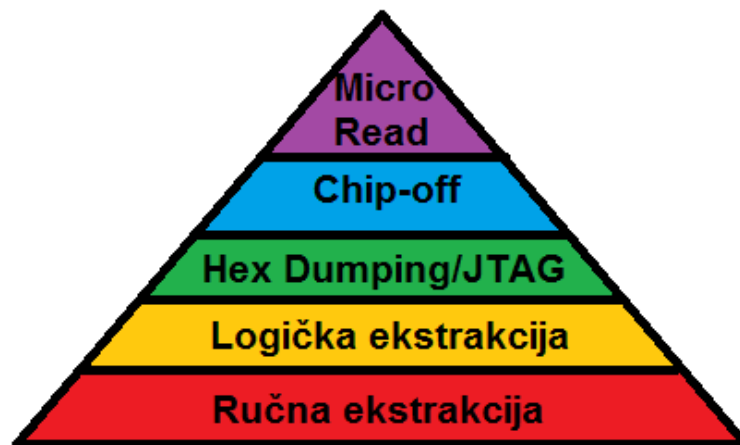 Micro
Read
Chip-off
Hex Dumping/JTAG
Logička ekstrakcija
Ručna ekstrakcija